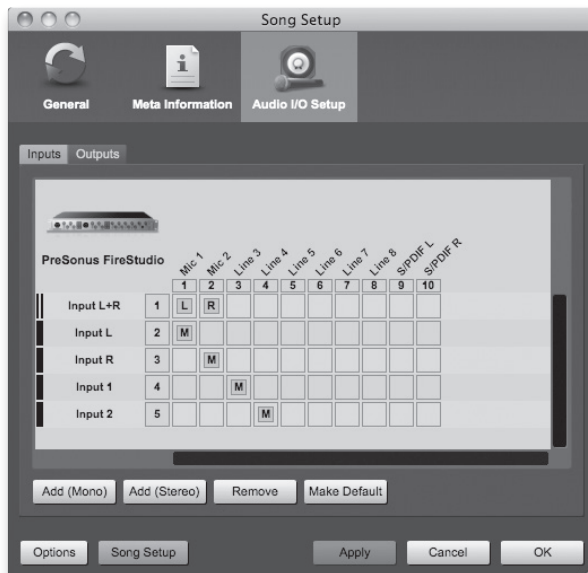 Song Setup
General Meta Information Audio I/O Setup
Inputs Outputs
PreSonus FireStudio
Mic 1 Mic 2 Line 3 Line 4 Line 5 Line 6 Line 7 Line 8 S/PDIF L S/PDIF R
1 2 3 4 5 6 7 8 9 10
Input L+R 1 L R
Input L 2 M
Input R 3 M
Input 1 4 M
Input 2 5 M
Add (Mono) Add (Stereo) Remove Make Default
Options Song Setup Apply Cancel OK